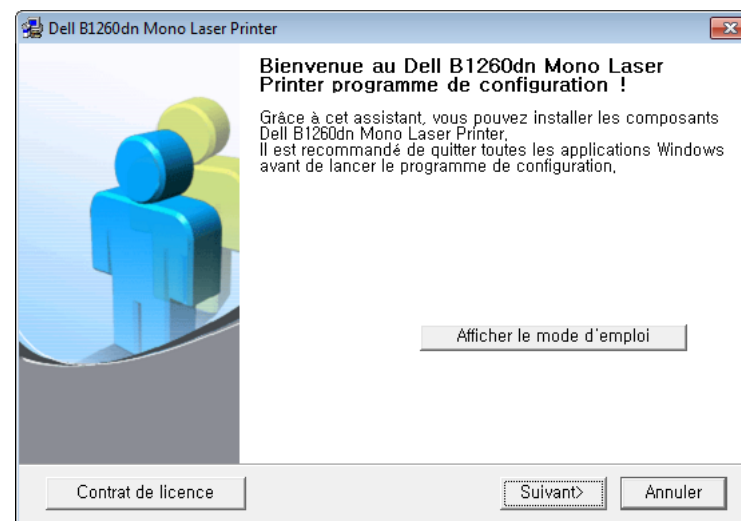 Dell B1260dn Mono Laser Printer
Bienvenue au Dell B1260dn Mono Laser
Printer programme de configuration !
Grâce à cet assistant, vous pouvez installer les composants
Dell B1260dn Mono Laser Printer.
Il est recommandé de quitter toutes les applications Windows
avant de lancer le programme de configuration.
Afficher le mode d'emploi
Contrat de licence
Suivant>
Annuler